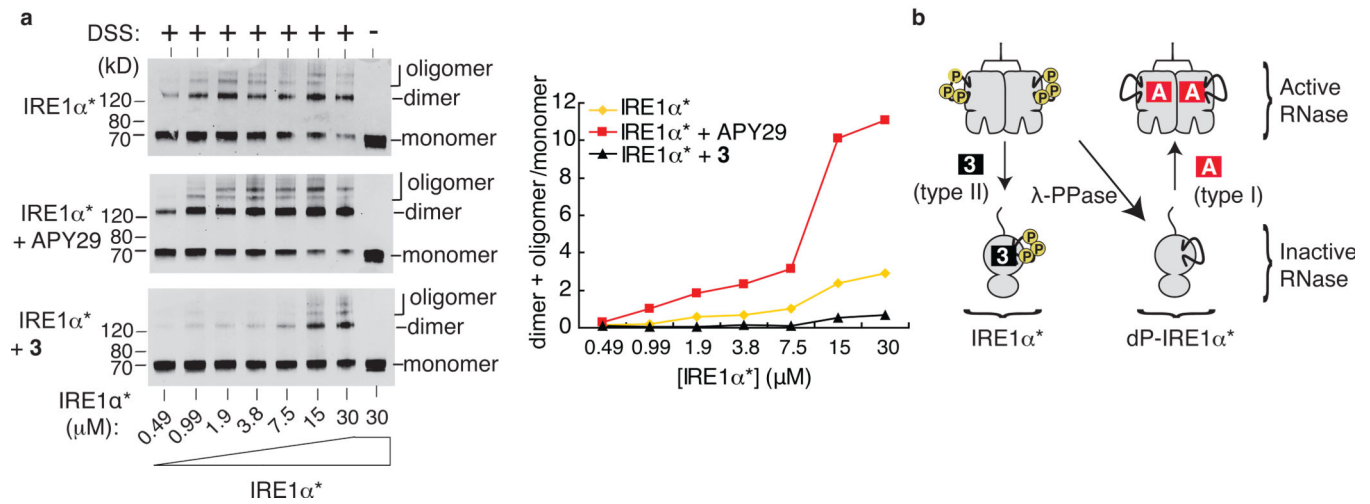 a
DSS: + + + + + + + -
(kD)
IRE1α*
120
80
70
oligomer
dimer
monomer
IRE1α*
+ APY29
120
80
70
oligomer
dimer
monomer
IRE1α*
+ 3
120
80
70
oligomer
dimer
monomer
IRE1α*
(μM): 0.49 0.99 1.9 3.8 7.5 15 30 30
IRE1α*
dimer + oligomer/monomer
12
10
8
6
4
2
0
IRE1α*
IRE1α* + APY29
IRE1α* + 3
0.49 0.99 1.9 3.8 7.5 15 30
[IRE1α*] (μM)
b
P P P P P P
A A
Active
RNase
3
(type II)
λ-PPase
A
(type I)
3
P P P
Inactive
RNase
IRE1α*
dP-IRE1α*